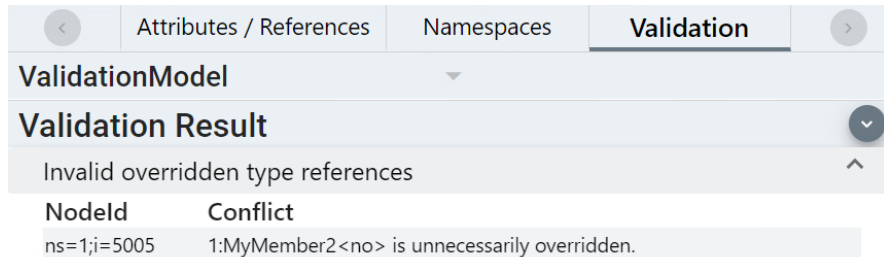 Attributes / References Namespaces Validation
ValidationModel
Validation Result
Invalid overridden type references
NodeId Conflict
ns=1;i=5005 1:MyMember2<no> is unnecessarily overridden.